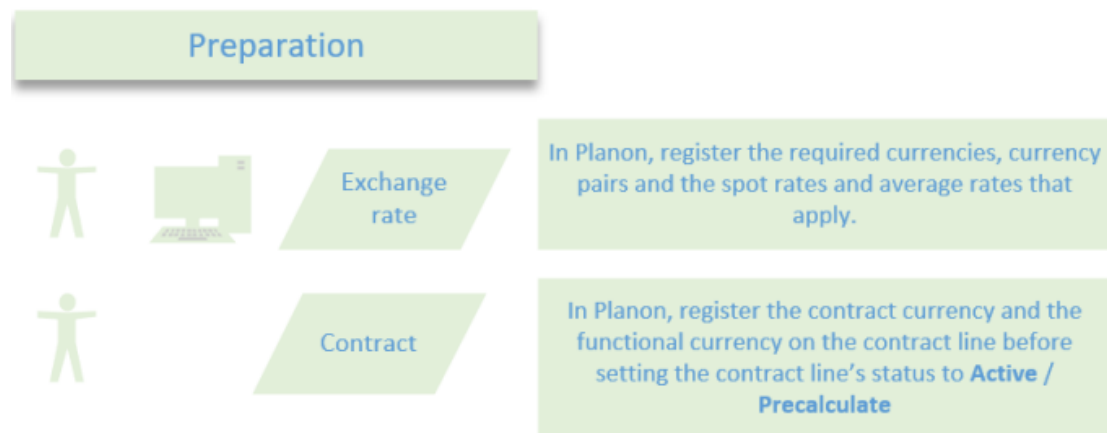 Preparation
Exchange
rate
In Planon, register the required currencies, currency
pairs and the spot rates and average rates that
apply.
Contract
In Planon, register the contract currency and the
functional currency on the contract line before
setting the contract line's status to Active /
Precalculate